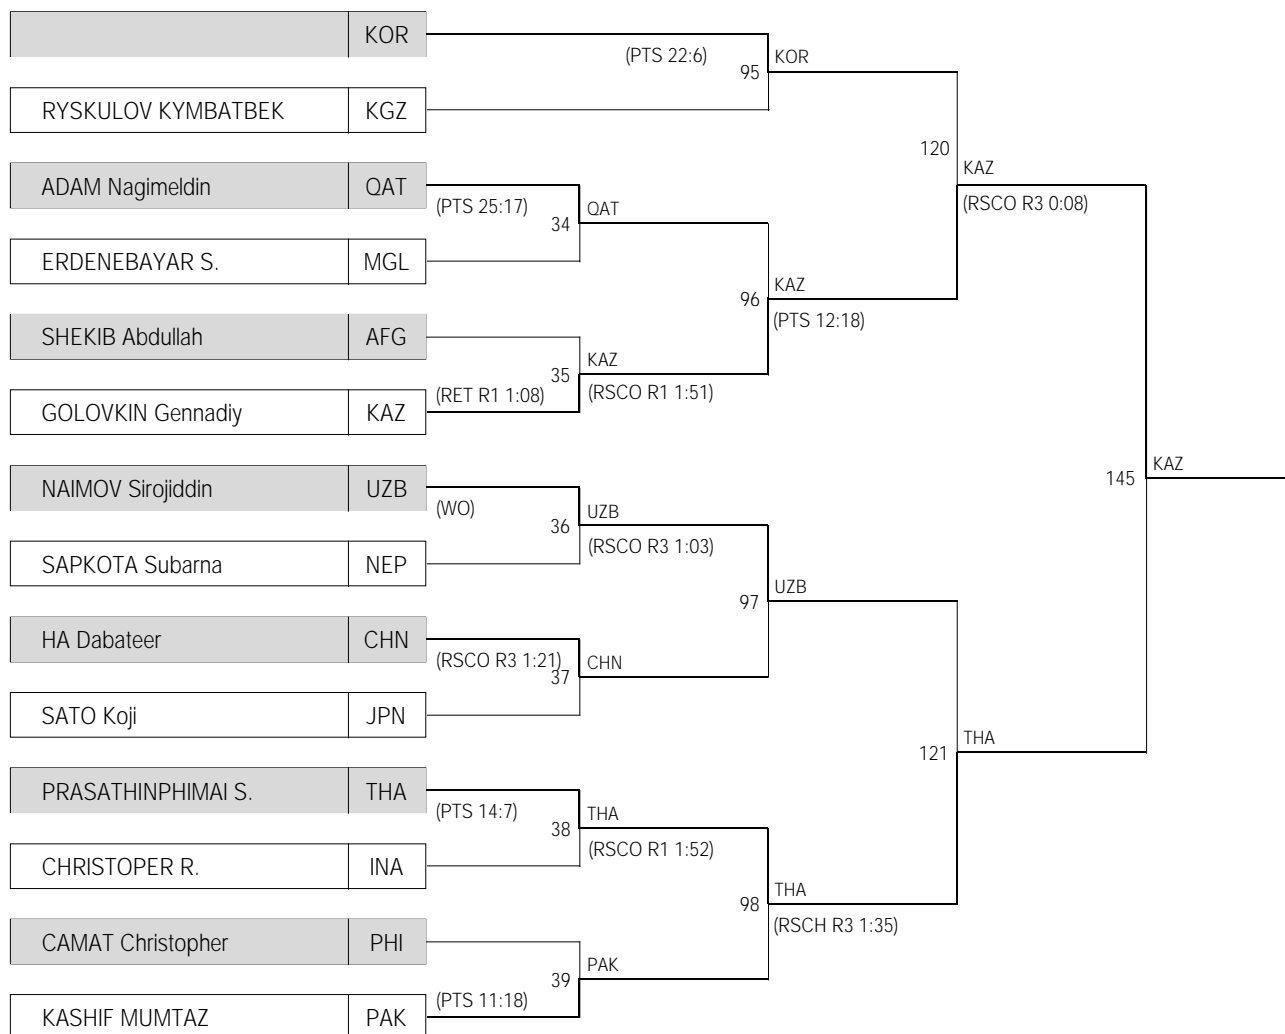 KOR
(PTS 22:6)
KOR
95
RYSKULOV KYMBATBEK KGZ
120
KAZ
ADAM Nagimeldin QAT
(RSCO R3 0:08)
(PTS 25:17)
QAT
34
ERDENEBAYAR S. MGL
KAZ
96
(PTS 12:18)
SHEKIB Abdullah AFG
KAZ
35
(RET R1 1:08)
(RSCO R1 1:51)
GOLOVKIN Gennadiy KAZ
KAZ
145
NAIMOV Sirojiddin UZB
(WO)
UZB
36
(RSCO R3 1:03)
SAPKOTA Subarna NEP
UZB
97
HA Dabateer CHN
(RSCO R3 1:21)
CHN
37
SATO Koji JPN
THA
121
PRASATHINPHIMAI S. THA
(PTS 14:7)
THA
38
(RSCO R1 1:52)
CHRISTOPER R. INA
THA
98
(RSCH R3 1:35)
CAMAT Christopher PHI
PAK
39
(PTS 11:18)
KASHIF MUMTAZ PAK